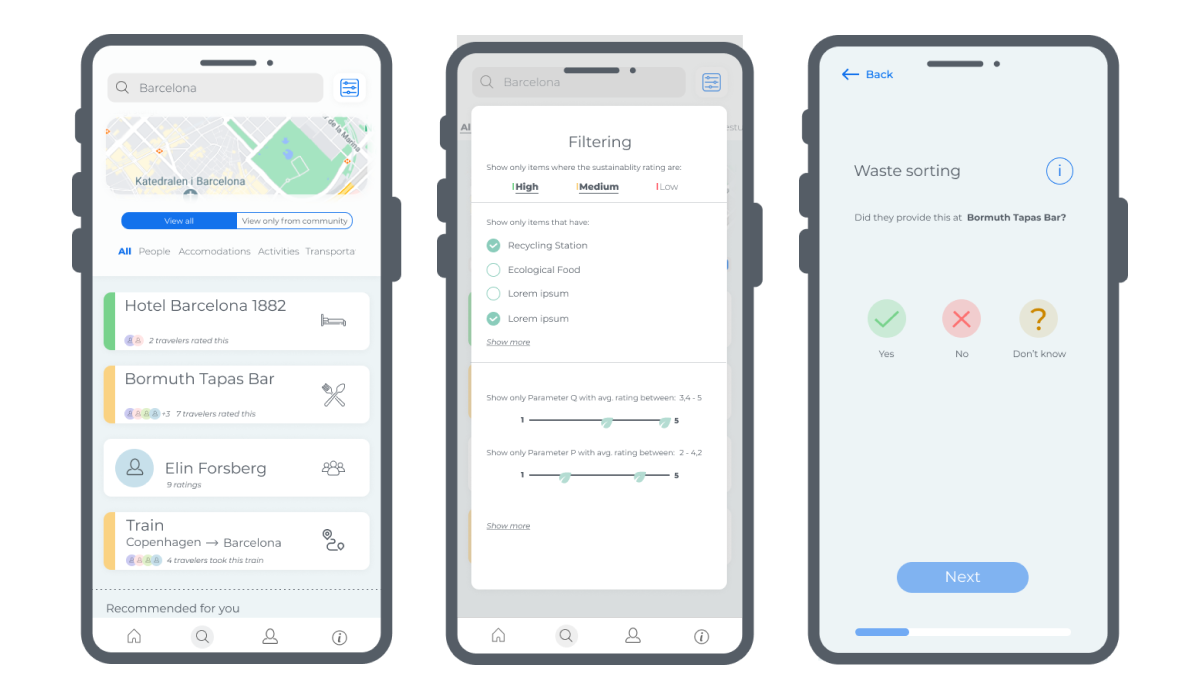 Barcelona
de la Marina
Katedralen i Barcelona
View all View only from community
All People Accomodations Activities Transporta
Hotel Barcelona 1882
2 travelers rated this
Bormuth Tapas Bar
+3 7 travelers rated this
Elin Forsberg
9 ratings
Train
Copenhagen → Barcelona
4 travelers took this train
Recommended for you
Barcelona
Al
estu
Filtering
Show only items where the sustainablity rating are:
High Medium Low
Show only items that have:
Recycling Station
Ecological Food
Lorem ipsum
Lorem ipsum
Show more
Show only Parameter Q with avg. rating between: 3,4 - 5
1 5
Show only Parameter P with avg. rating between: 2 - 4,2
1 5
Show more
← Back
Waste sorting i
Did they provide this at Bormuth Tapas Bar?
?
Yes No Don't know
Next